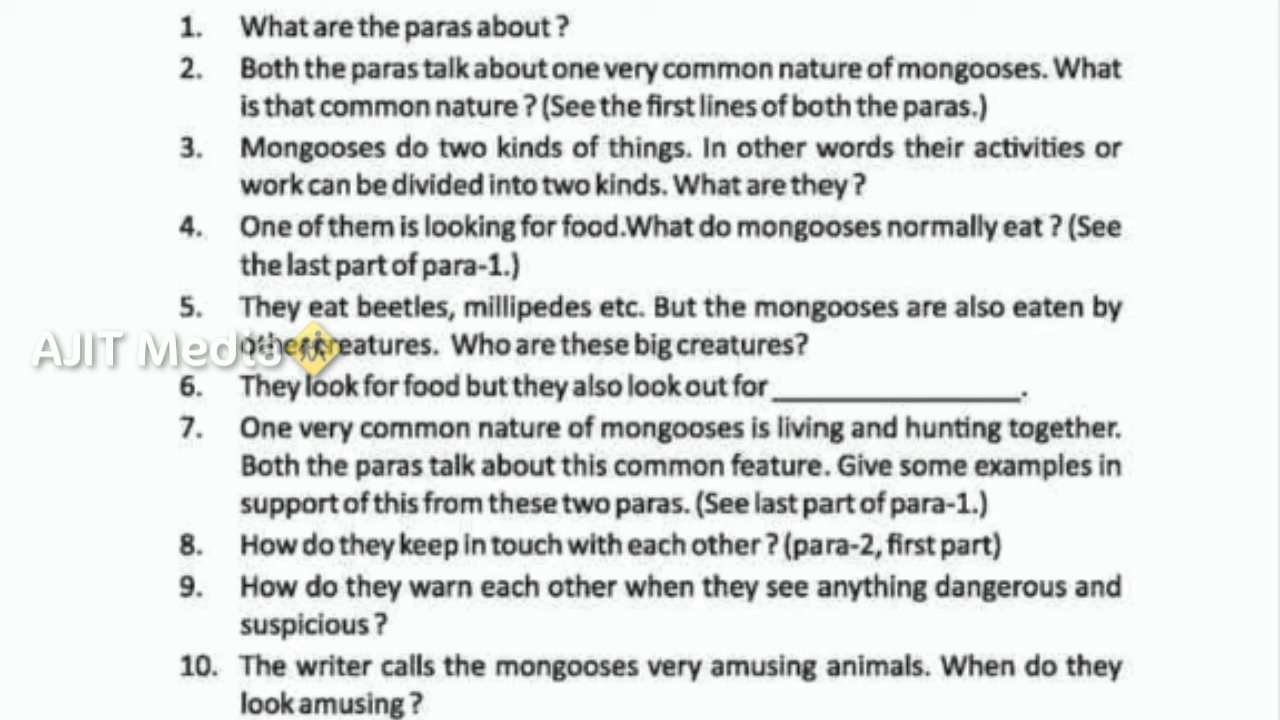 1. What are the paras about ?
2. Both the paras talk about one very common nature of mongooses. What
is that common nature ? (See the first lines of both the paras.)
3. Mongooses do two kinds of things. In other words their activities or
work can be divided into two kinds. What are they ?
4. One of them is looking for food.What do mongooses normally eat ? (See
the last part of para-1.)
5. They eat beetles, millipedes etc. But the mongooses are also eaten by
other creatures. Who are these big creatures?
AJIT Media
6. They look for food but they also look out for ____________________.
7. One very common nature of mongooses is living and hunting together.
Both the paras talk about this common feature. Give some examples in
support of this from these two paras. (See last part of para-1.)
8. How do they keep in touch with each other ? (para-2, first part)
9. How do they warn each other when they see anything dangerous and
suspicious ?
10. The writer calls the mongooses very amusing animals. When do they
look amusing ?